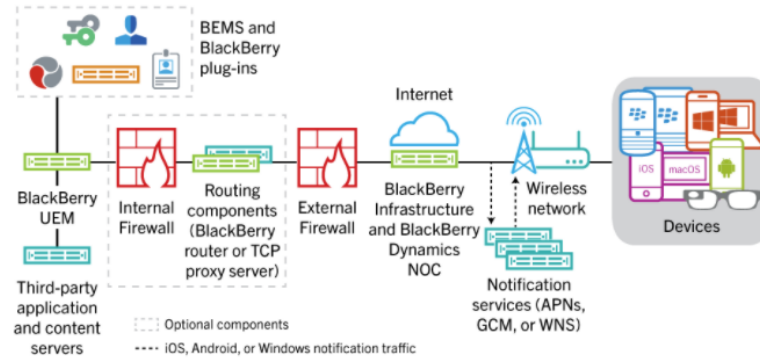 BEMS and
BlackBerry
plug-ins
Internet
BlackBerry
UEM
Internal
Firewall
Routing
components
(BlackBerry
router or TCP
proxy server)
External
Firewall
BlackBerry
Infrastructure
and BlackBerry
Dynamics
NOC
Wireless
network
iOS
macOS
Devices
Third-party
application
and content
servers
Notification
services (APNs,
GCM, or WNS)
Optional components
iOS, Android, or Windows notification traffic